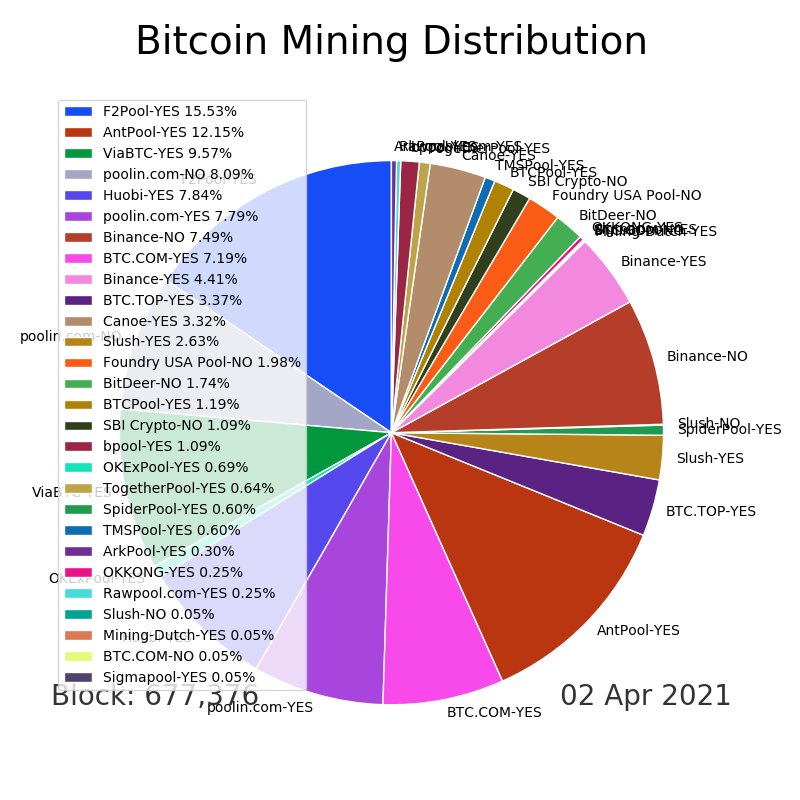 Bitcoin Mining Distribution
F2Pool-YES 15.53%
AntPool-YES 12.15%
ViaBTC-YES 9.57%
poolin.com-NO 8.09%
Huobi-YES 7.84%
poolin.com-YES 7.79%
Binance-NO 7.49%
BTC.COM-YES 7.19%
Binance-YES 4.41%
BTC.TOP-YES 3.37%
Canoe-YES 3.32%
Slush-YES 2.63%
Foundry USA Pool-NO 1.98%
BitDeer-NO 1.74%
BTCPool-YES 1.19%
SBI Crypto-NO 1.09%
bpool-YES 1.09%
OKExPool-YES 0.69%
TogetherPool-YES 0.64%
SpiderPool-YES 0.60%
TMSPool-YES 0.60%
ArkPool-YES 0.30%
OKKONG-YES 0.25%
Rawpool.com-YES 0.25%
Slush-NO 0.05%
Mining-Dutch-YES 0.05%
BTC.COM-NO 0.05%
Sigmapool-YES 0.05%
Canoe-YES
TMSPool-YES
BTCPool-YES
SBI Crypto-NO
Foundry USA Pool-NO
BitDeer-NO
Mining-Dutch-YES
Binance-YES
Binance-NO
Slush-NO
SpiderPool-YES
Slush-YES
BTC.TOP-YES
AntPool-YES
BTC.COM-YES
poolin.com-YES
F2Pool-YES
poolin.com-NO
ViaBTC-YES
OKExPool-YES
Block: 677,376
02 Apr 2021